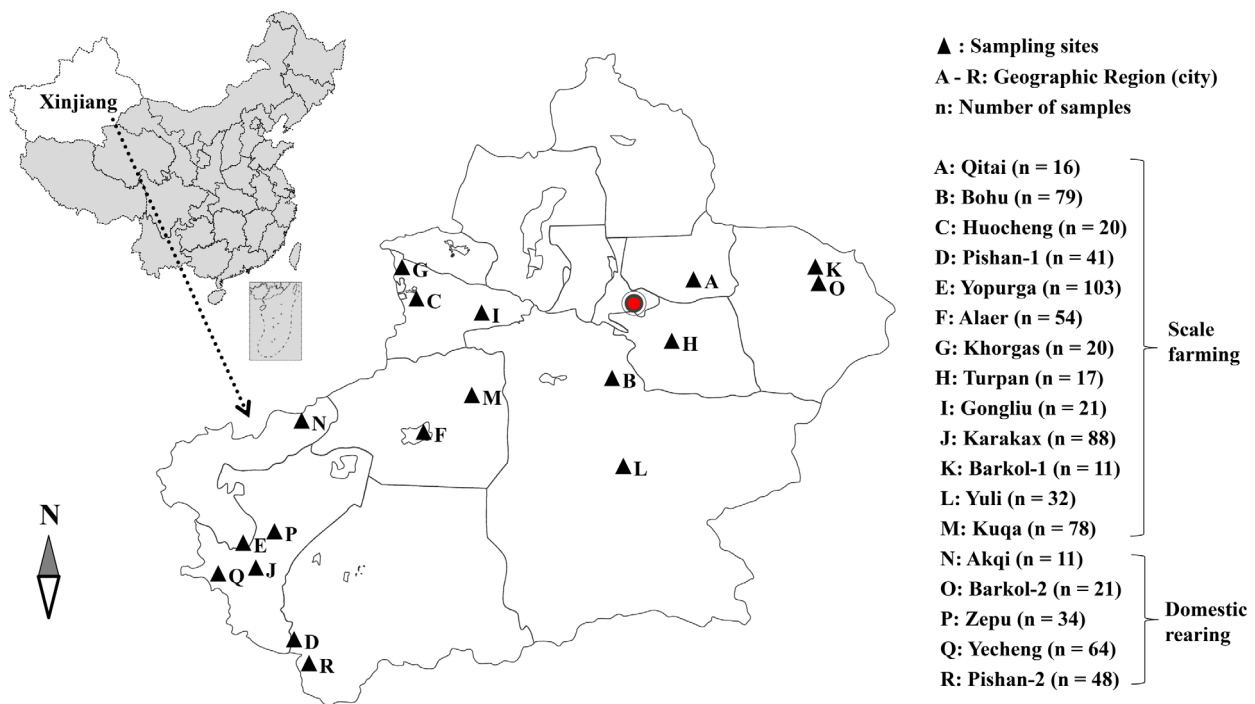 Xinjiang
N
G
C
I
A
K
O
H
B
M
N
F
L
P
E
J
Q
D
R
▲ : Sampling sites
A - R: Geographic Region (city)
n: Number of samples
A: Qitai (n = 16)
B: Bohu (n = 79)
C: Huocheng (n = 20)
D: Pishan-1 (n = 41)
E: Yopurga (n = 103)
F: Alaer (n = 54)
G: Khorgas (n = 20)
H: Turpan (n = 17)
I: Gongliu (n = 21)
J: Karakax (n = 88)
K: Barkol-1 (n = 11)
L: Yuli (n = 32)
M: Kuqa (n = 78)
Scale
farming
N: Akqi (n = 11)
O: Barkol-2 (n = 21)
P: Zepu (n = 34)
Q: Yecheng (n = 64)
R: Pishan-2 (n = 48)
Domestic
rearing